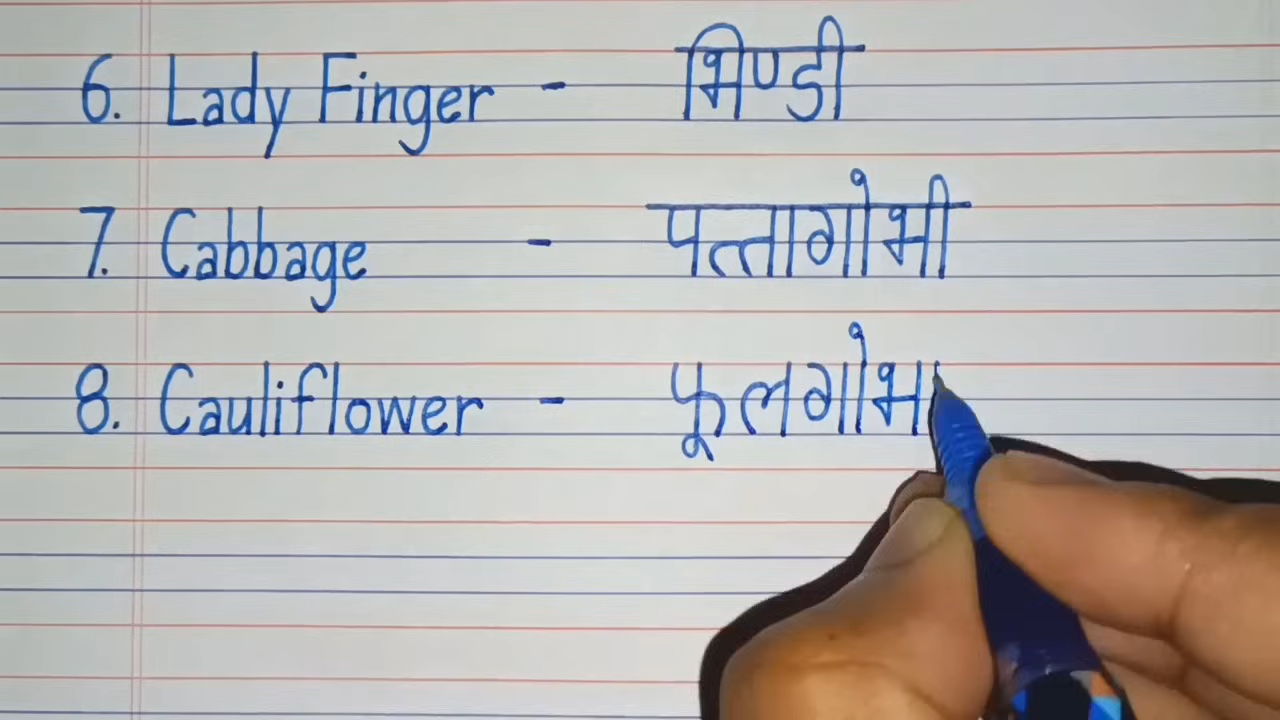 6. Lady Finger - भिण्डी
7. Cabbage - पत्तागोभी
8. Cauliflower - फूलगोभ